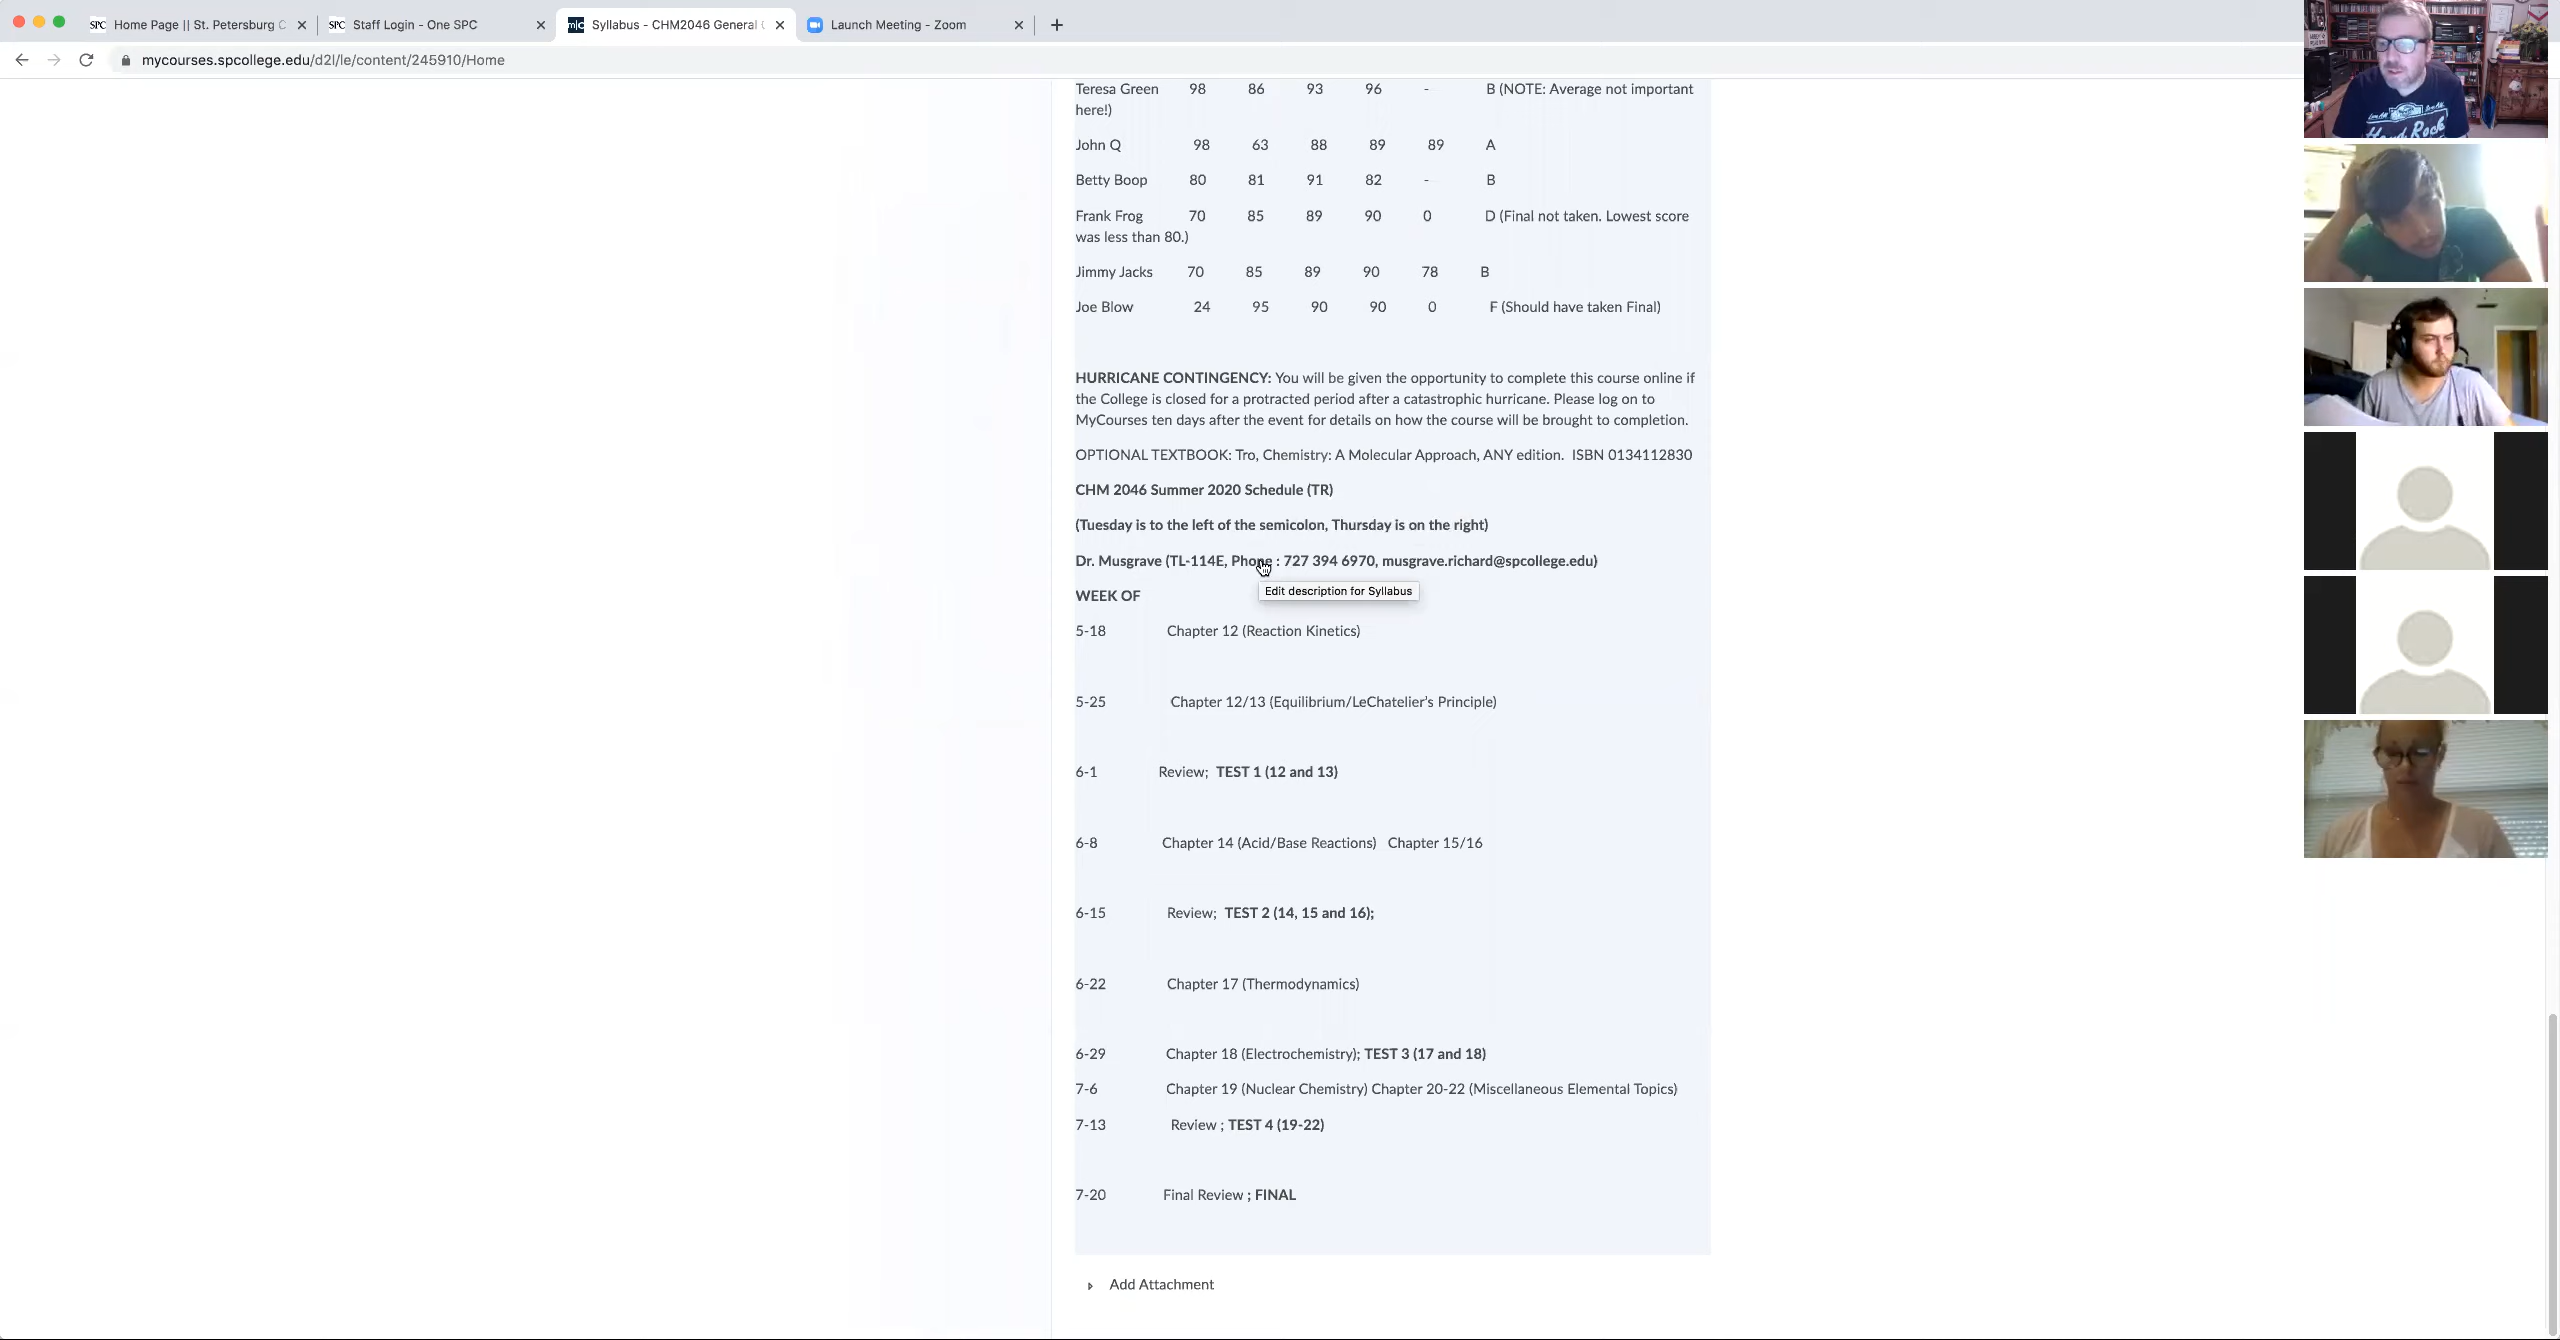 Home Page || St. Petersburg C
Staff Login - One SPC
Syllabus - CHM2046 General C
Launch Meeting - Zoom
mycourses.spcollege.edu/d2l/le/content/245910/Home
Teresa Green 98 86 93 96 - B (NOTE: Average not important
here!)
John Q 98 63 88 89 89 A
Betty Boop 80 81 91 82 - B
Frank Frog 70 85 89 90 0 D (Final not taken. Lowest score
was less than 80.)
Jimmy Jacks 70 85 89 90 78 B
Joe Blow 24 95 90 90 0 F (Should have taken Final)
HURRICANE CONTINGENCY: You will be given the opportunity to complete this course online if
the College is closed for a protracted period after a catastrophic hurricane. Please log on to
MyCourses ten days after the event for details on how the course will be brought to completion.
OPTIONAL TEXTBOOK: Tro, Chemistry: A Molecular Approach, ANY edition. ISBN 0134112830
CHM 2046 Summer 2020 Schedule (TR)
(Tuesday is to the left of the semicolon, Thursday is on the right)
Dr. Musgrave (TL-114E, Phone : 727 394 6970, musgrave.richard@spcollege.edu)
Edit description for Syllabus
WEEK OF
5-18 Chapter 12 (Reaction Kinetics)
5-25 Chapter 12/13 (Equilibrium/LeChatelier's Principle)
6-1 Review; TEST 1 (12 and 13)
6-8 Chapter 14 (Acid/Base Reactions) Chapter 15/16
6-15 Review; TEST 2 (14, 15 and 16);
6-22 Chapter 17 (Thermodynamics)
6-29 Chapter 18 (Electrochemistry); TEST 3 (17 and 18)
7-6 Chapter 19 (Nuclear Chemistry) Chapter 20-22 (Miscellaneous Elemental Topics)
7-13 Review ; TEST 4 (19-22)
7-20 Final Review ; FINAL
Add Attachment